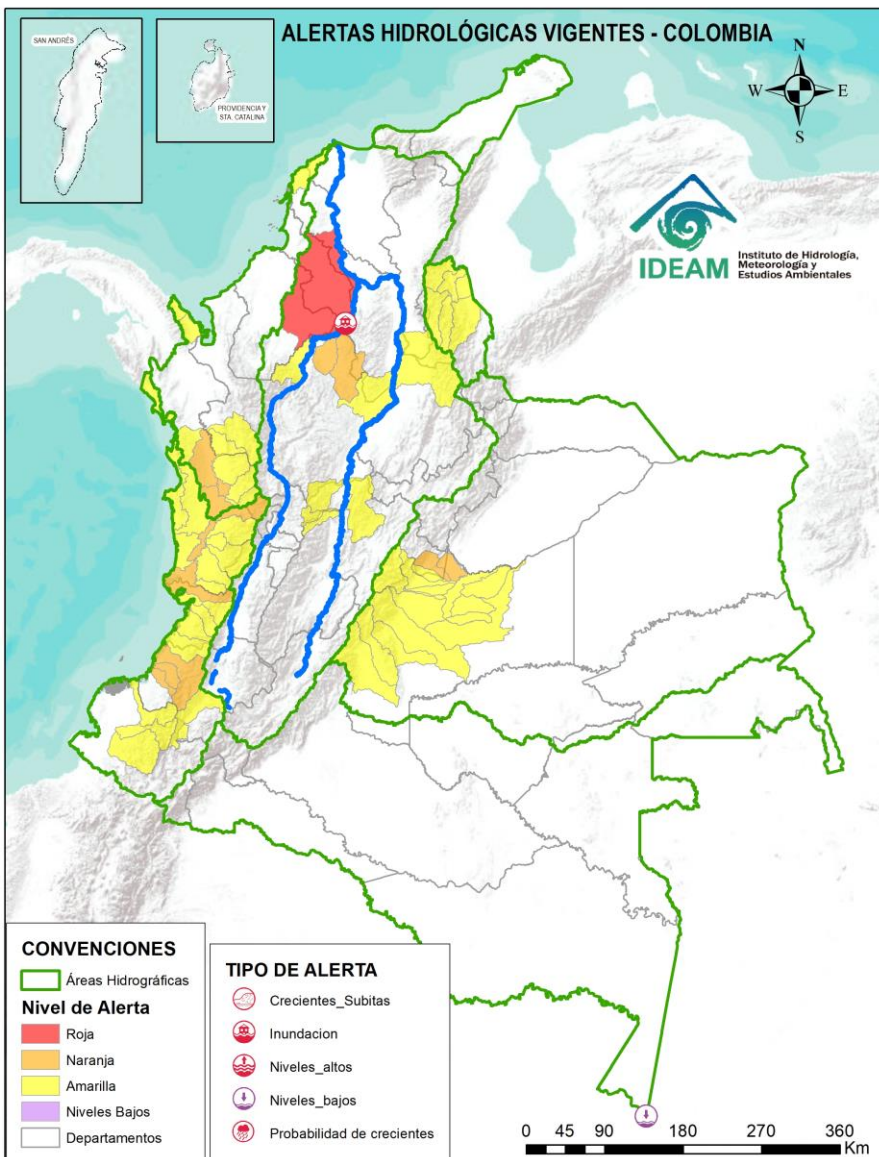 ALERTAS HIDROLÓGICAS VIGENTES - COLOMBIA
SAN ANDRÉS
PROVIDENCIA Y
STA. CATALINA
N
W E
S
IDEAM
Instituto de Hidrología,
Meteorología y
Estudios Ambientales
CONVENCIONES
Áreas Hidrográficas
Nivel de Alerta
Roja
Naranja
Amarilla
Niveles Bajos
Departamentos
TIPO DE ALERTA
Crecientes_Subitas
Inundacion
Niveles_altos
Niveles_bajos
Probabilidad de crecientes
0 45 90 180 270 360
Km